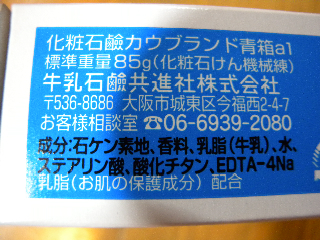 化粧石鹼カウブランド青箱a1
標準重量85g(化粧石けん機械練)
牛乳石鹼共進社株式会社
〒536-8686 大阪市城東区今福西2-4-7
お客様相談室 ☎06-6939-2080
成分:石ケン素地、香料、乳脂(牛乳)、水、
ステアリン酸、酸化チタン、EDTA-4Na
乳脂(お肌の保護成分)配合